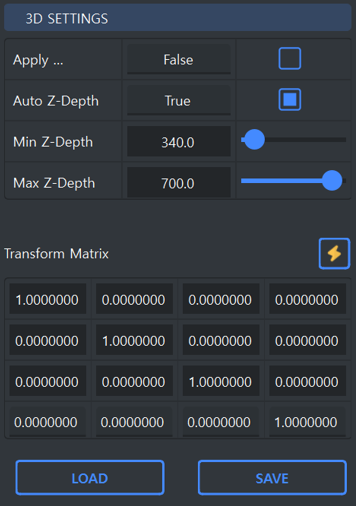 3D SETTINGS
Apply ... False
Auto Z-Depth True
Min Z-Depth 340.0
Max Z-Depth 700.0
Transform Matrix
1.0000000 0.0000000 0.0000000 0.0000000
0.0000000 1.0000000 0.0000000 0.0000000
0.0000000 0.0000000 1.0000000 0.0000000
0.0000000 0.0000000 0.0000000 1.0000000
LOAD SAVE